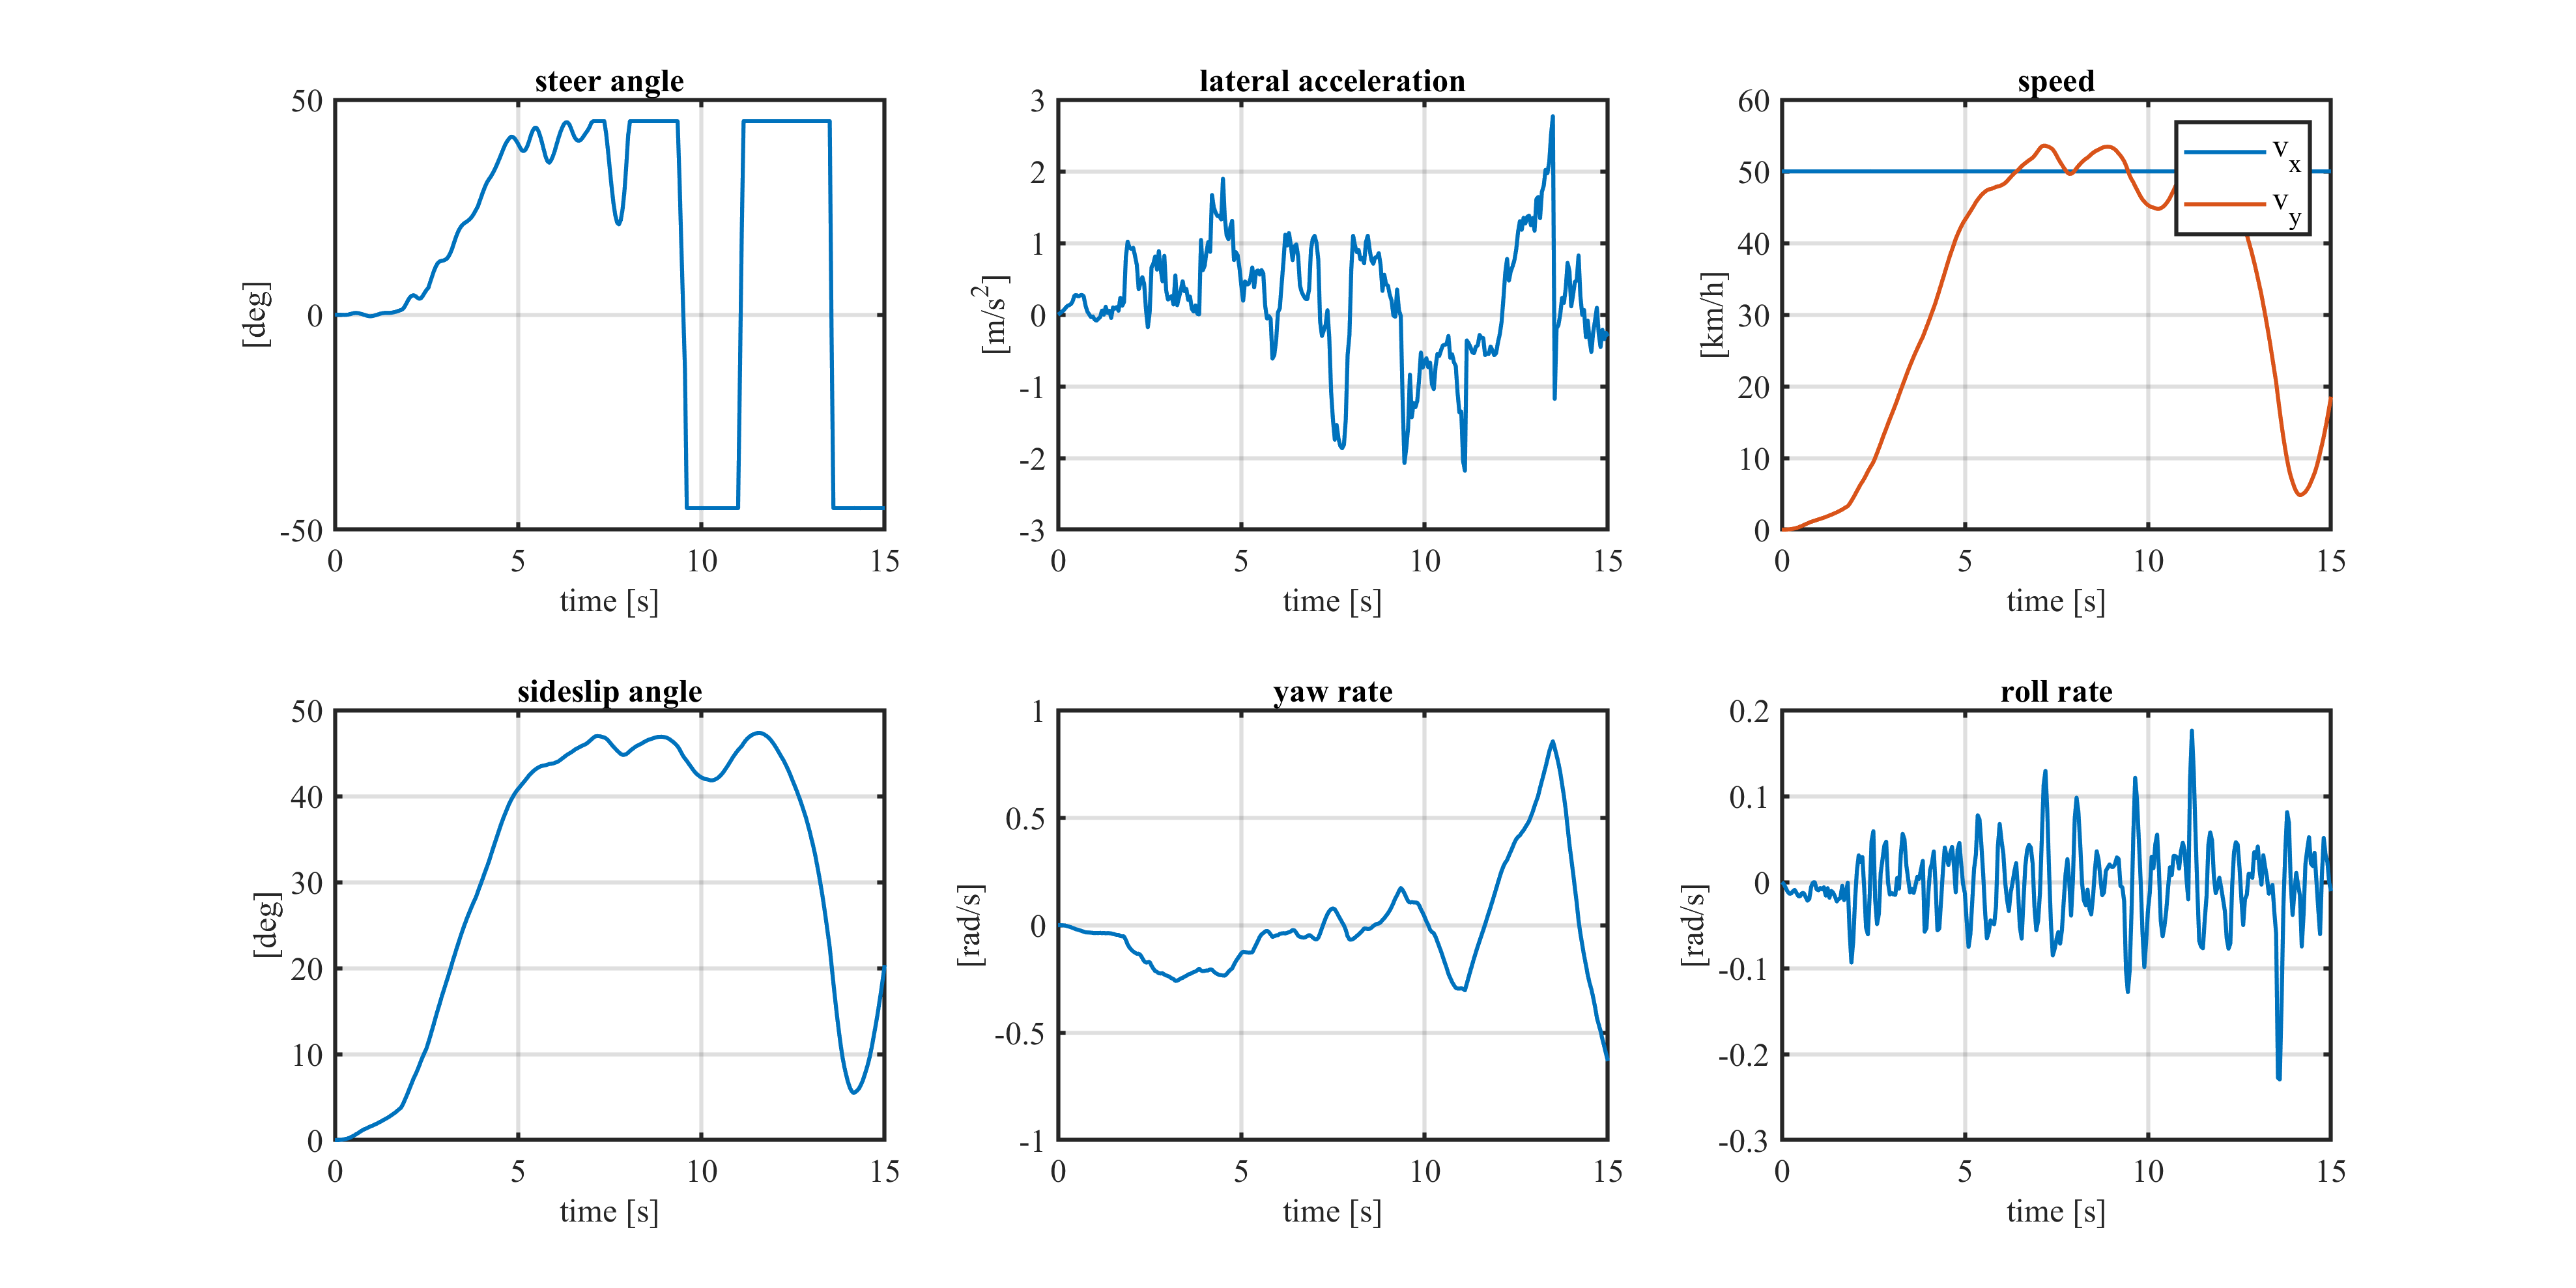 steer angle
50
0
-50
[deg]
0 5 10 15
time [s]
lateral acceleration
3
2
1
0
-1
-2
-3
[m/s²]
0 5 10 15
time [s]
speed
60
50
40
30
20
10
0
[km/h]
v_x
v_y
0 5 10 15
time [s]
sideslip angle
50
40
30
20
10
0
[deg]
0 5 10 15
time [s]
yaw rate
1
0.5
0
-0.5
-1
[rad/s]
0 5 10 15
time [s]
roll rate
0.2
0.1
0
-0.1
-0.2
-0.3
[rad/s]
0 5 10 15
time [s]